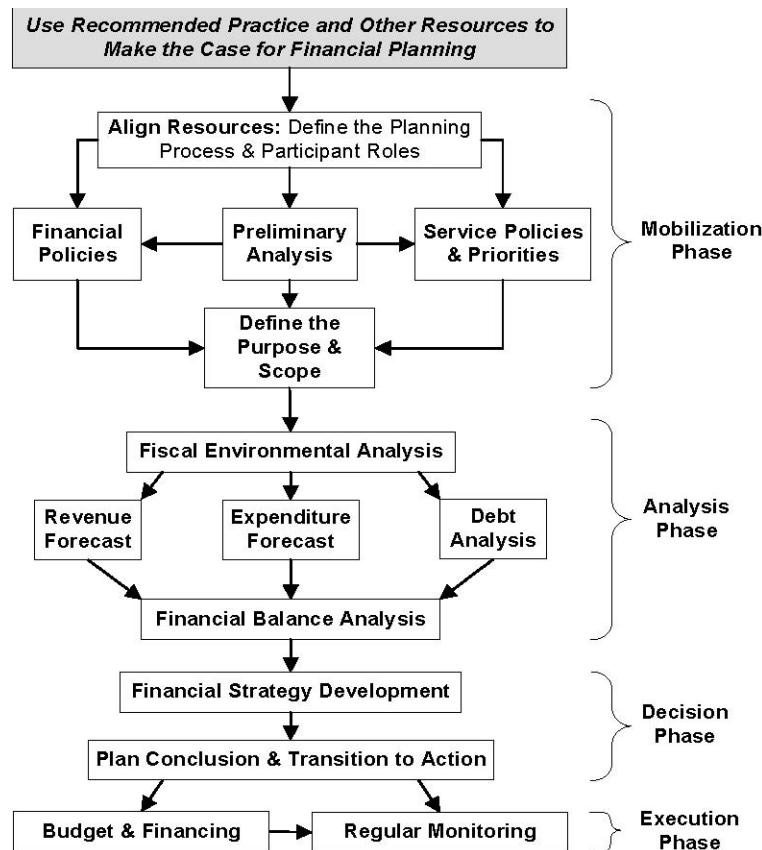 Use Recommended Practice and Other Resources to
Make the Case for Financial Planning
Align Resources: Define the Planning
Process & Participant Roles
Financial
Policies
Preliminary
Analysis
Service Policies
& Priorities
Mobilization
Phase
Define the
Purpose &
Scope
Fiscal Environmental Analysis
Revenue
Forecast
Expenditure
Forecast
Debt
Analysis
Analysis
Phase
Financial Balance Analysis
Financial Strategy Development
Decision
Phase
Plan Conclusion & Transition to Action
Budget & Financing
Regular Monitoring
Execution
Phase